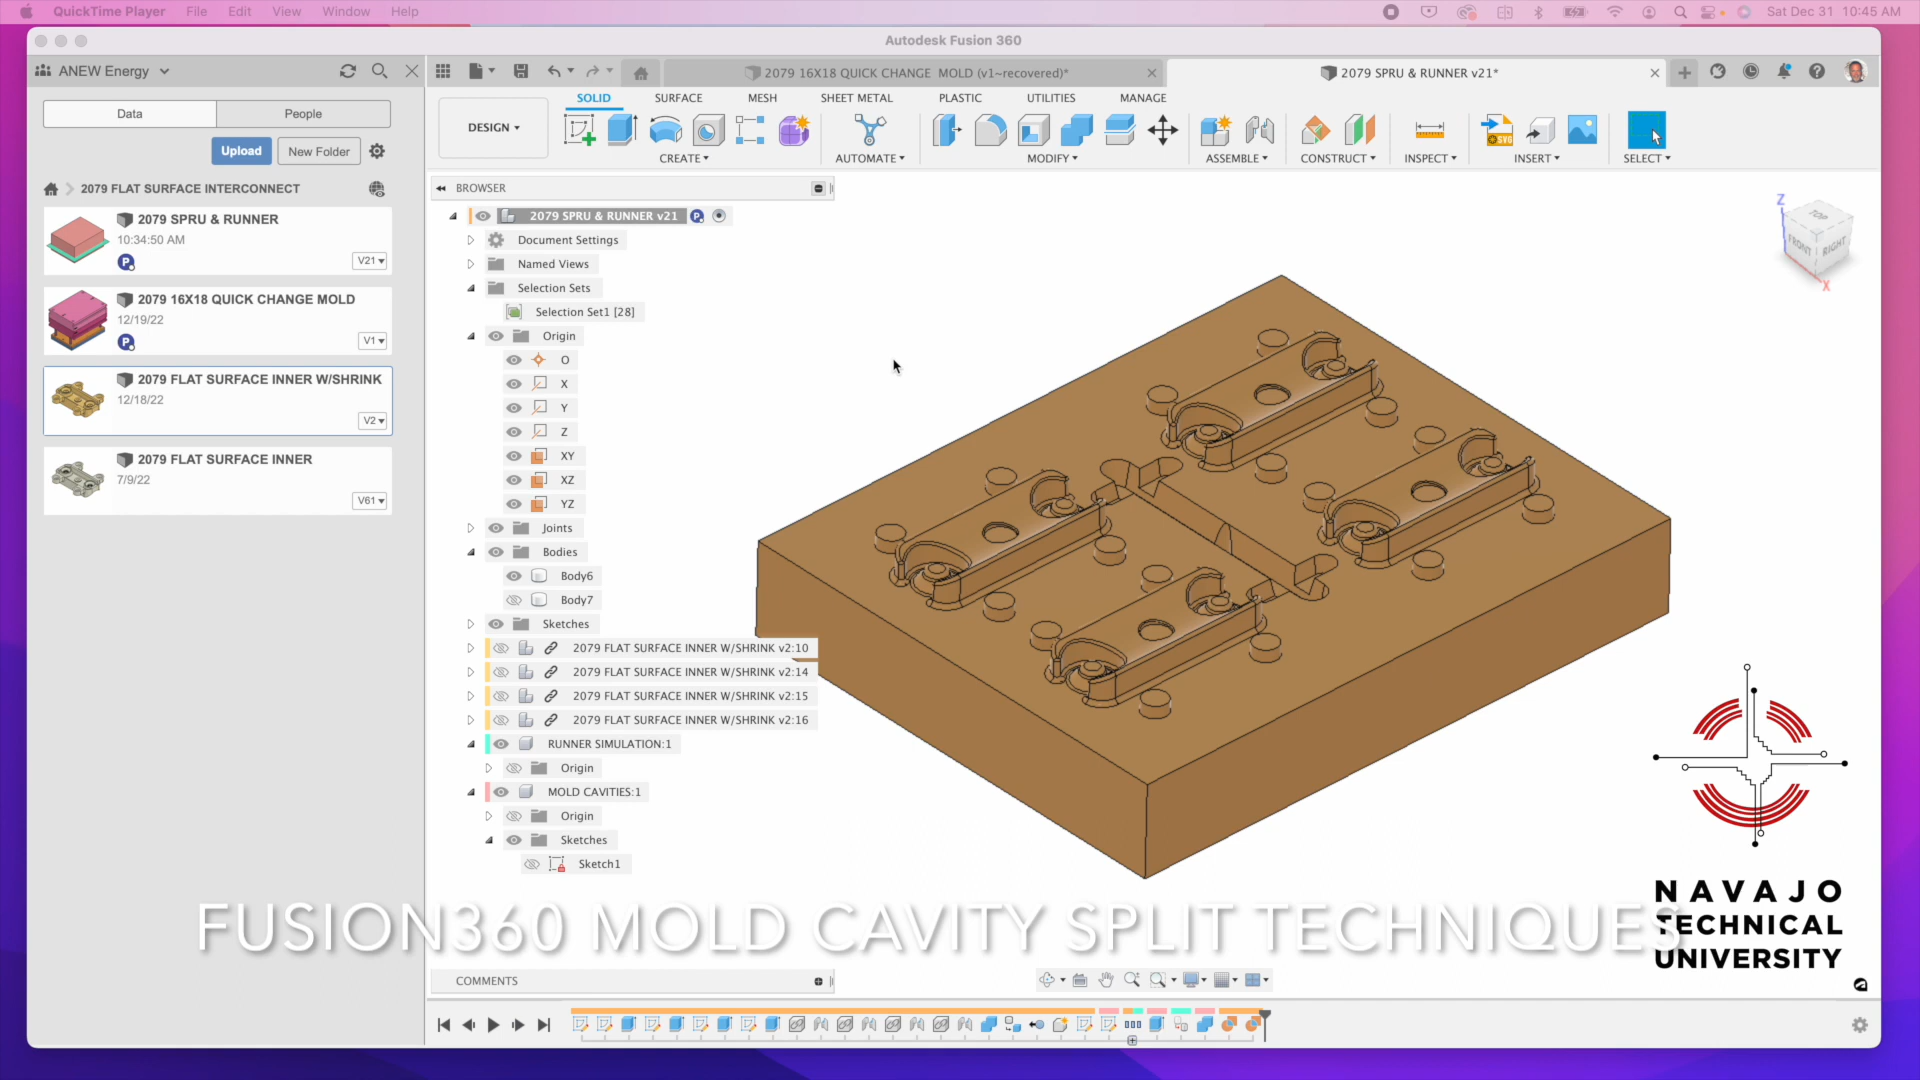 QuickTime Player File Edit View Window Help
Sat Dec 31 10:45 AM
Autodesk Fusion 360
ANEW Energy
2079 16X18 QUICK CHANGE MOLD (v1~recovered)*
2079 SPRU & RUNNER v21*
Data People
Upload New Folder
2079 FLAT SURFACE INTERCONNECT
2079 SPRU & RUNNER
10:34:50 AM
P
V21
2079 16X18 QUICK CHANGE MOLD
12/19/22
P
V1
2079 FLAT SURFACE INNER W/SHRINK
12/18/22
V2
2079 FLAT SURFACE INNER
7/9/22
V61
DESIGN
SOLID SURFACE MESH SHEET METAL PLASTIC UTILITIES MANAGE
SVG
CREATE AUTOMATE MODIFY ASSEMBLE CONSTRUCT INSPECT INSERT SELECT
BROWSER
2079 SPRU & RUNNER v21 P
Document Settings
Named Views
Selection Sets
Selection Set1 [28]
Origin
O
X
Y
Z
XY
XZ
YZ
Joints
Bodies
Body6
Body7
Sketches
2079 FLAT SURFACE INNER W/SHRINK v2:10
2079 FLAT SURFACE INNER W/SHRINK v2:14
2079 FLAT SURFACE INNER W/SHRINK v2:15
2079 FLAT SURFACE INNER W/SHRINK v2:16
RUNNER SIMULATION:1
Origin
MOLD CAVITIES:1
Origin
Sketches
Sketch1
Z
TOP
FRONT RIGHT
X
FUSION360 MOLD CAVITY SPLIT TECHNIQUES
NAVAJO
TECHNICAL
UNIVERSITY
COMMENTS